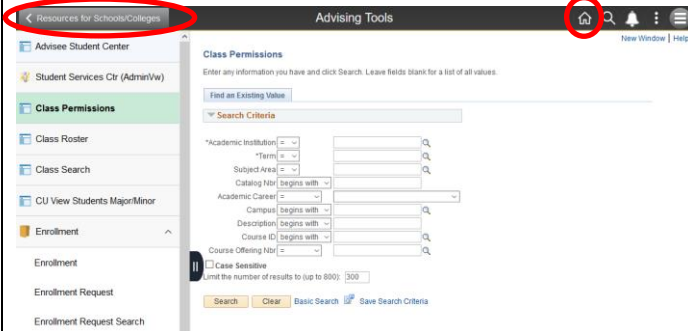 Resources for Schools/Colleges
Advising Tools
New Window | Help
Advisee Student Center
Student Services Ctr (AdminVw)
Class Permissions
Class Roster
Class Search
CU View Students Major/Minor
Enrollment
Enrollment
Enrollment Request
Enrollment Request Search
Class Permissions
Enter any information you have and click Search. Leave fields blank for a list of all values.
Find an Existing Value
Search Criteria
*Academic Institution =
*Term =
Subject Area =
Catalog Nbr begins with
Academic Career =
Campus begins with
Description begins with
Course ID begins with
Course Offering Nbr =
Case Sensitive
Limit the number of results to (up to 800): 300
Search Clear Basic Search Save Search Criteria